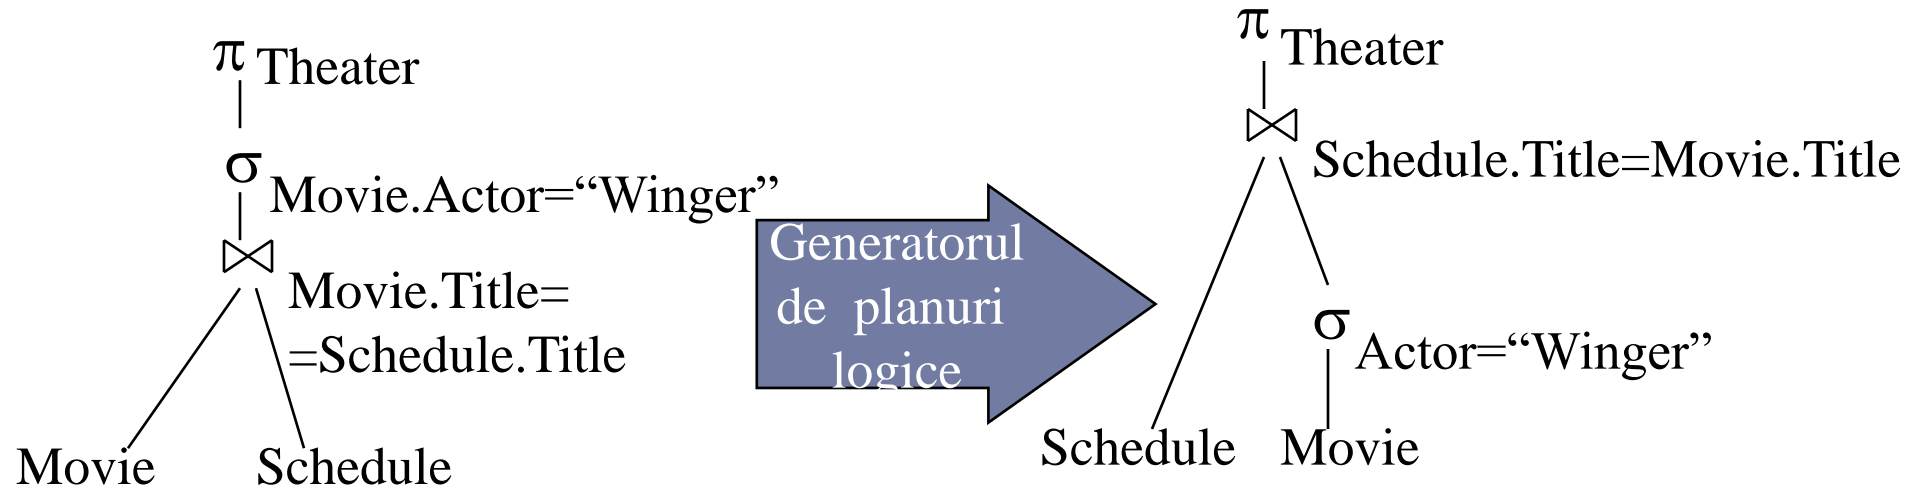 π Theater
σ Movie.Actor=“Winger”
⋈ Movie.Title=
=Schedule.Title
Movie Schedule
Generatorul
de planuri
logice
π Theater
⋈ Schedule.Title=Movie.Title
σ Actor=“Winger”
Schedule Movie